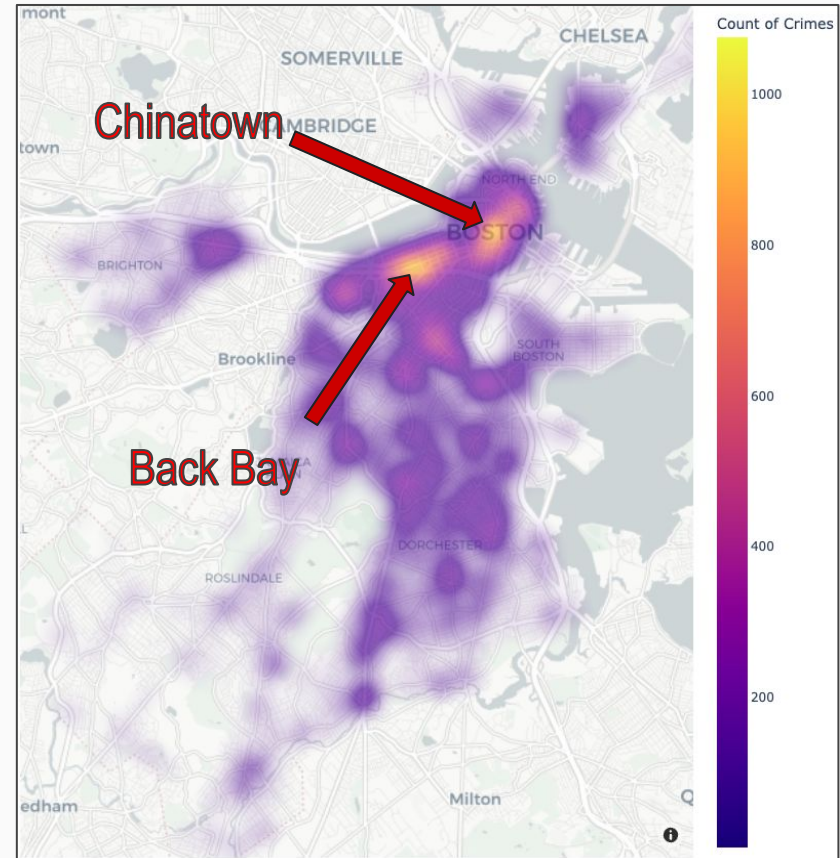 mont
Count of Crimes
CHELSEA
SOMERVILLE
Chinatown
CAMBRIDGE
town
NORTH END
BOSTON
BRIGHTON
SOUTH
BOSTON
Brookline
Back Bay
DORCHESTER
ROSLINDALE
edham
Milton
Q
1000
800
600
400
200